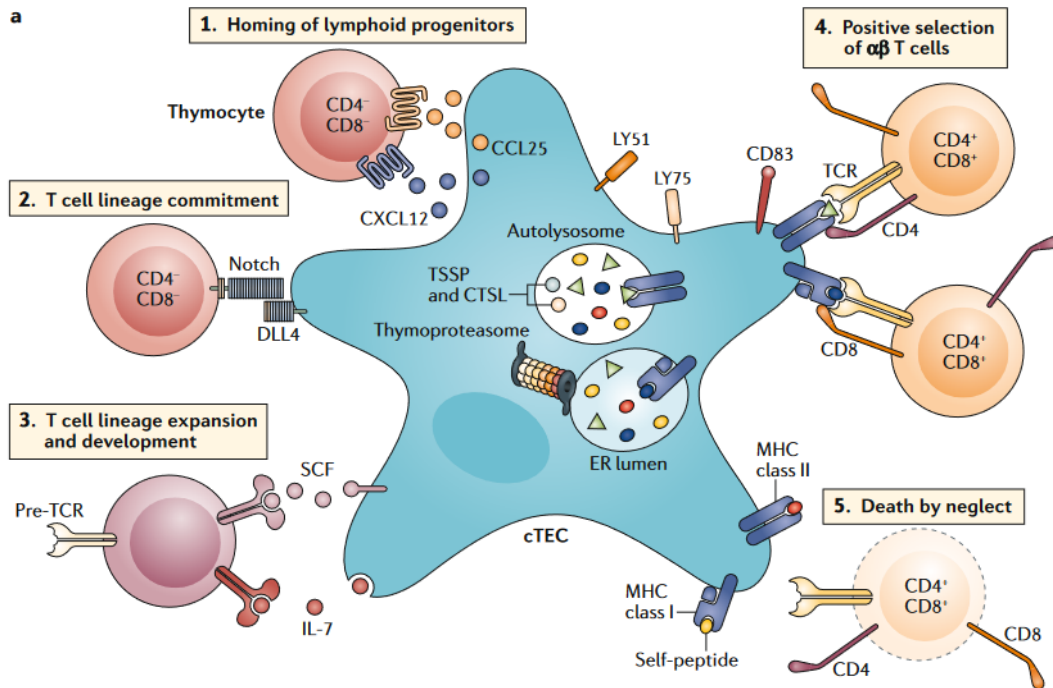 a
1. Homing of lymphoid progenitors
Thymocyte
CD4⁻
CD8⁻
CCL25
CXCL12
2. T cell lineage commitment
CD4⁻
CD8⁻
Notch
DLL4
3. T cell lineage expansion
and development
SCF
Pre-TCR
IL-7
LY51
LY75
CD83
Autolysosome
TSSP
and CTSL
Thymoproteasome
ER lumen
cTEC
4. Positive selection
of αβ T cells
CD4⁺
CD8⁺
TCR
CD4
CD4⁺
CD8⁺
CD8
MHC
class II
MHC
class I
Self-peptide
5. Death by neglect
CD4⁺
CD8⁺
CD8
CD4